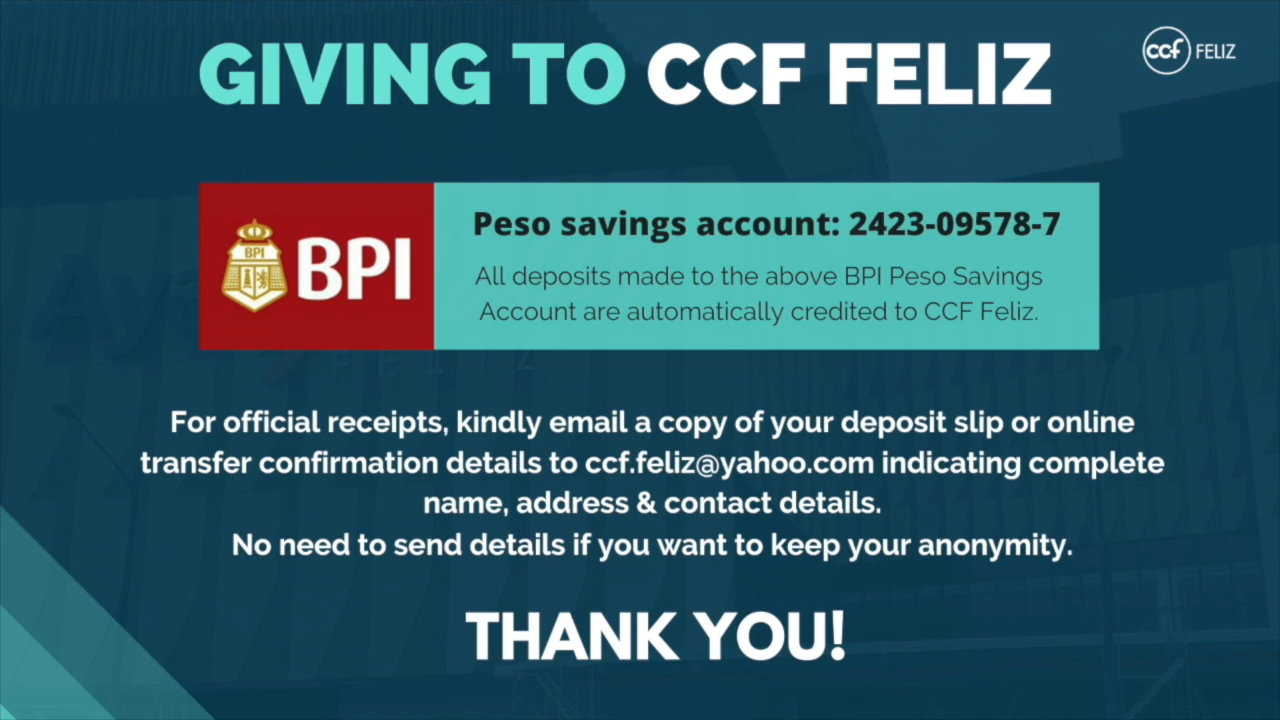 GIVING TO CCF FELIZ
ccf FELIZ
BPI
BPI
Peso savings account: 2423-09578-7
All deposits made to the above BPI Peso Savings
Account are automatically credited to CCF Feliz.
FELIZ
For official receipts, kindly email a copy of your deposit slip or online
transfer confirmation details to ccf.feliz@yahoo.com indicating complete
name, address & contact details.
No need to send details if you want to keep your anonymity.
THANK YOU!